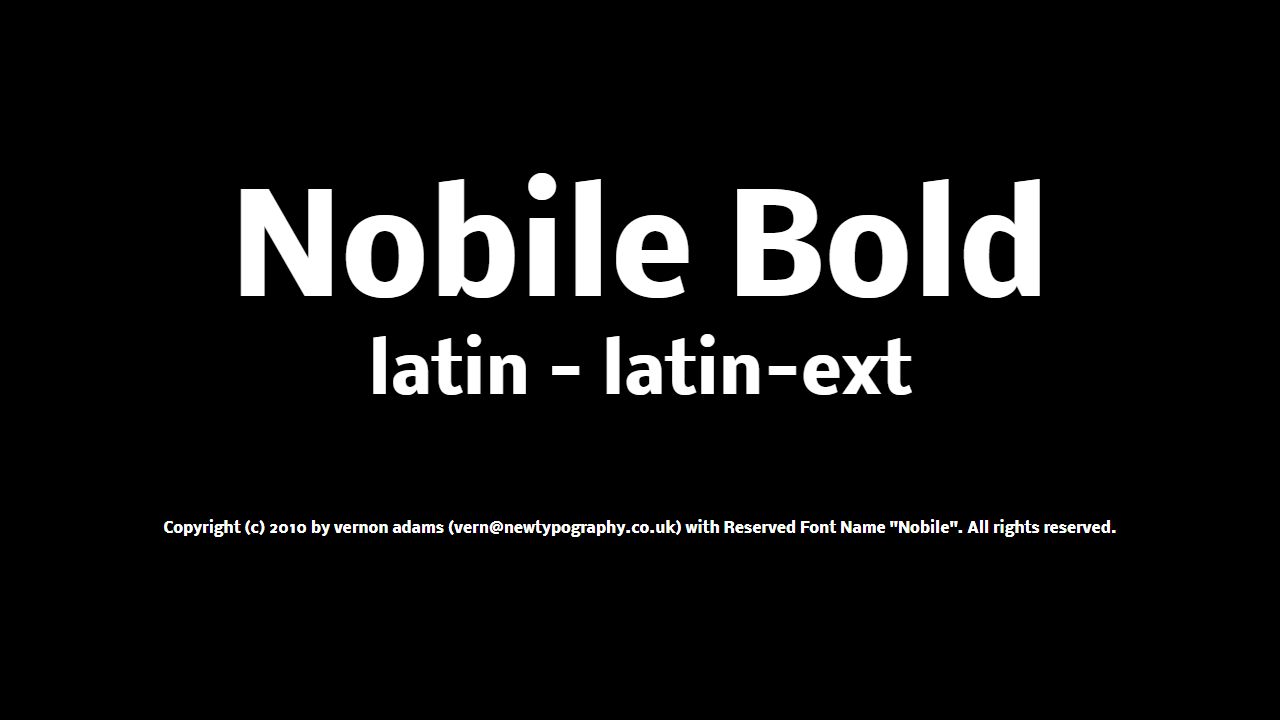 Nobile Bold
latin - latin-ext
Copyright (c) 2010 by vernon adams (vern@newtypography.co.uk) with Reserved Font Name "Nobile". All rights reserved.